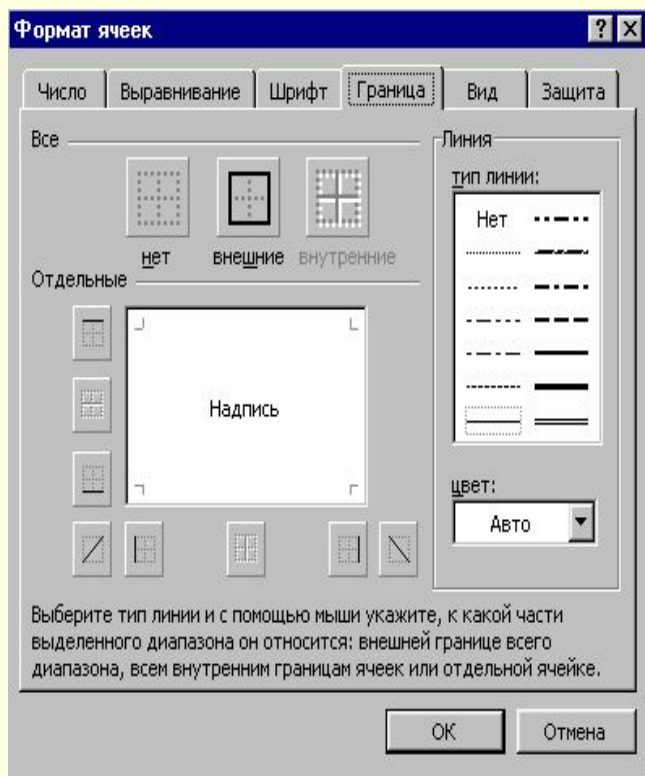 Формат ячеек
Число Выравнивание Шрифт Граница Вид Защита
Все
нет внешние внутренние
Отдельные
Надпись
Линия
тип линии:
Нет
цвет:
Авто
Выберите тип линии и с помощью мыши укажите, к какой части
выделенного диапазона он относится: внешней границе всего
диапазона, всем внутренним границам ячеек или отдельной ячейке.
ОК Отмена